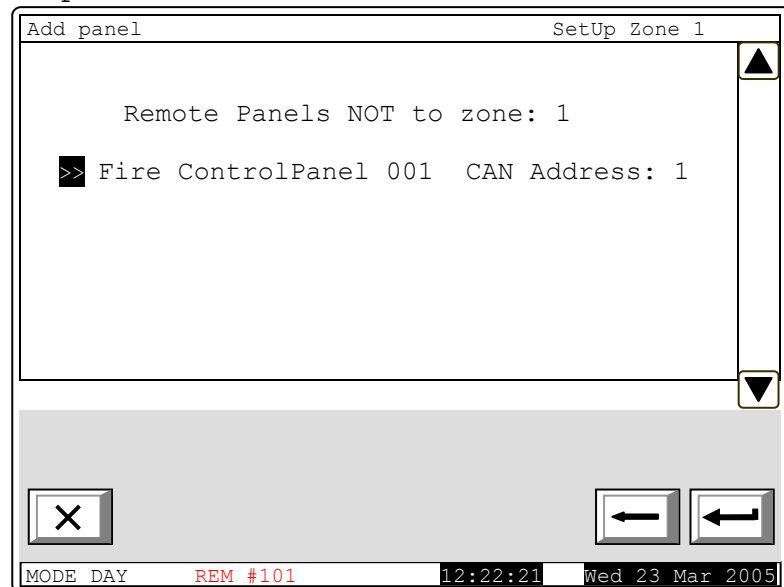 Add panel SetUp Zone 1
Remote Panels NOT to zone: 1
>> Fire ControlPanel 001 CAN Address: 1
MODE DAY REM #101 12:22:21 Wed 23 Mar 2005